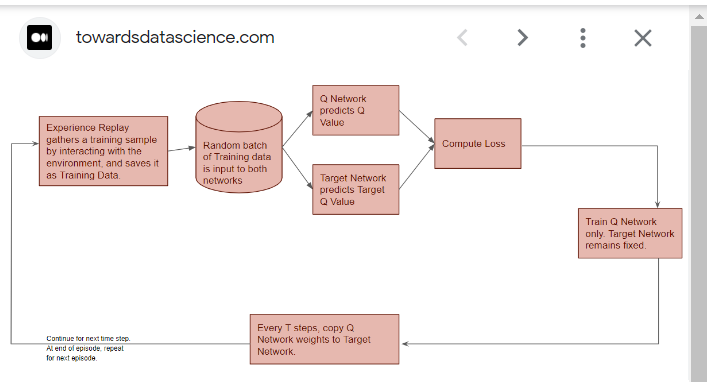 towardsdatascience.com
Experience Replay
gathers a training sample
by interacting with the
environment, and saves it
as Training Data.
Random batch
of Training data
is input to both
networks
Q Network
predicts Q
Value
Target Network
predicts Target
Q Value
Compute Loss
Train Q Network
only. Target Network
remains fixed.
Every T steps, copy Q
Network weights to Target
Network.
Continue for next time step.
At end of episode, repeat
for next episode.